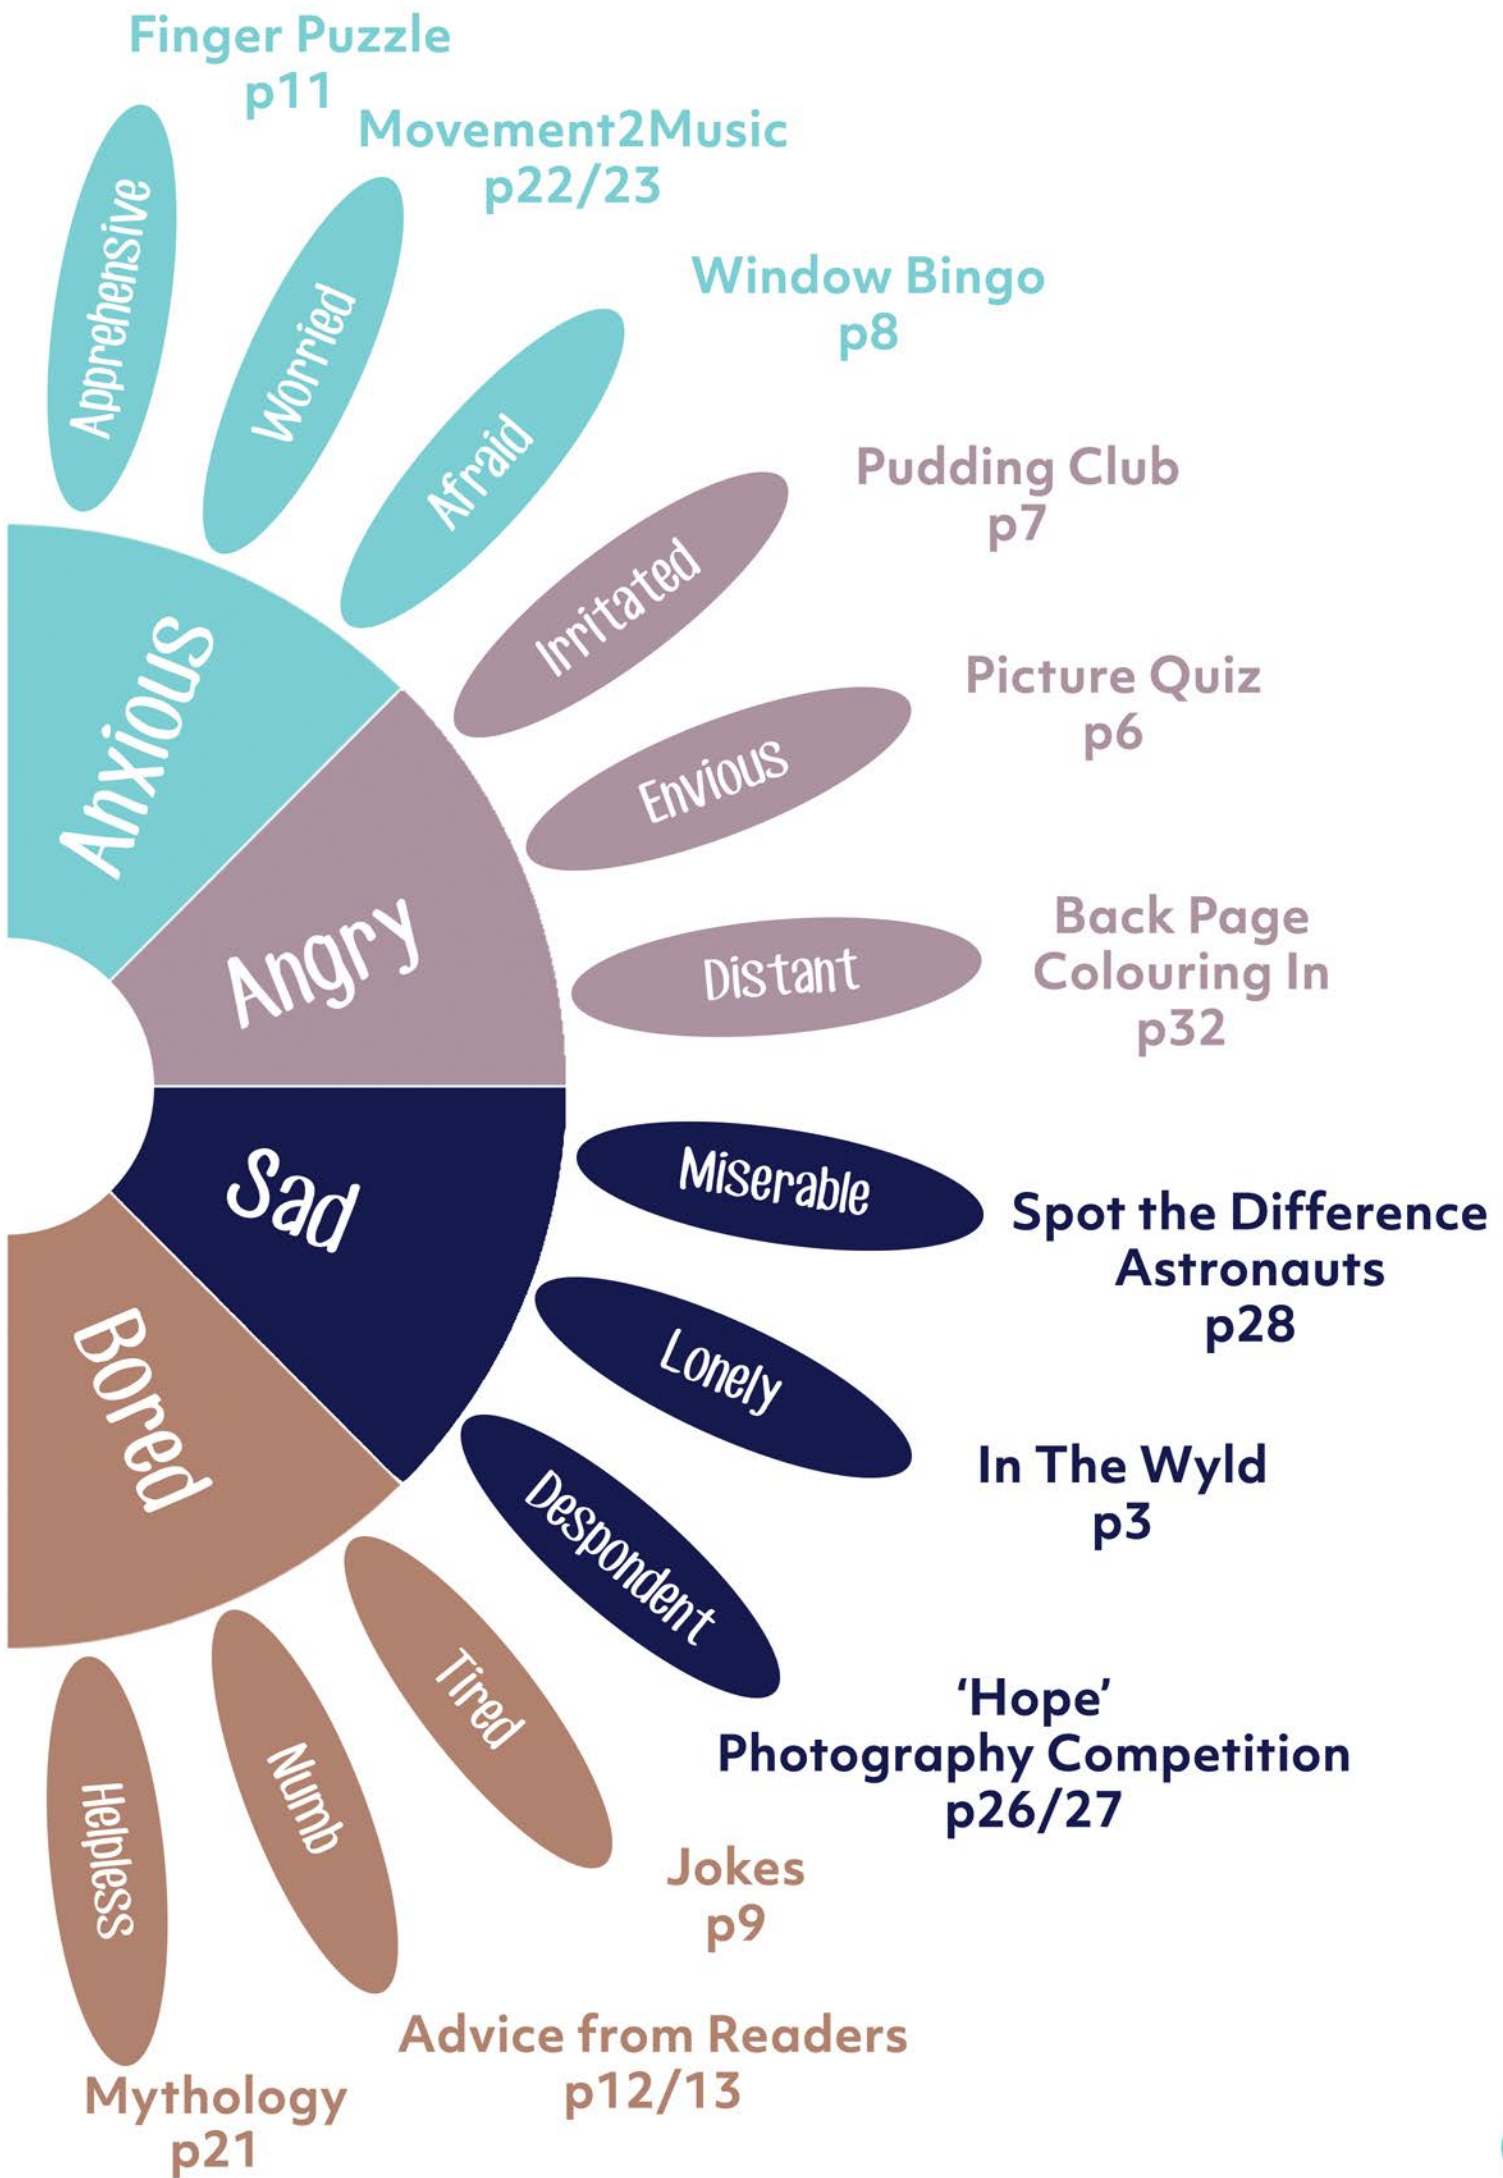 Finger Puzzle
p11
Movement2Music
p22/23
Window Bingo
p8
Pudding Club
p7
Picture Quiz
p6
Back Page
Colouring In
p32
Spot the Difference
Astronauts
p28
In The Wyld
p3
‘Hope’
Photography Competition
p26/27
Jokes
p9
Advice from Readers
p12/13
Mythology
p21
Apprehensive
Worried
Afraid
Irritated
Envious
Distant
Miserable
Lonely
Despondent
Tired
Numb
Helpless
Anxious
Angry
Sad
Bored